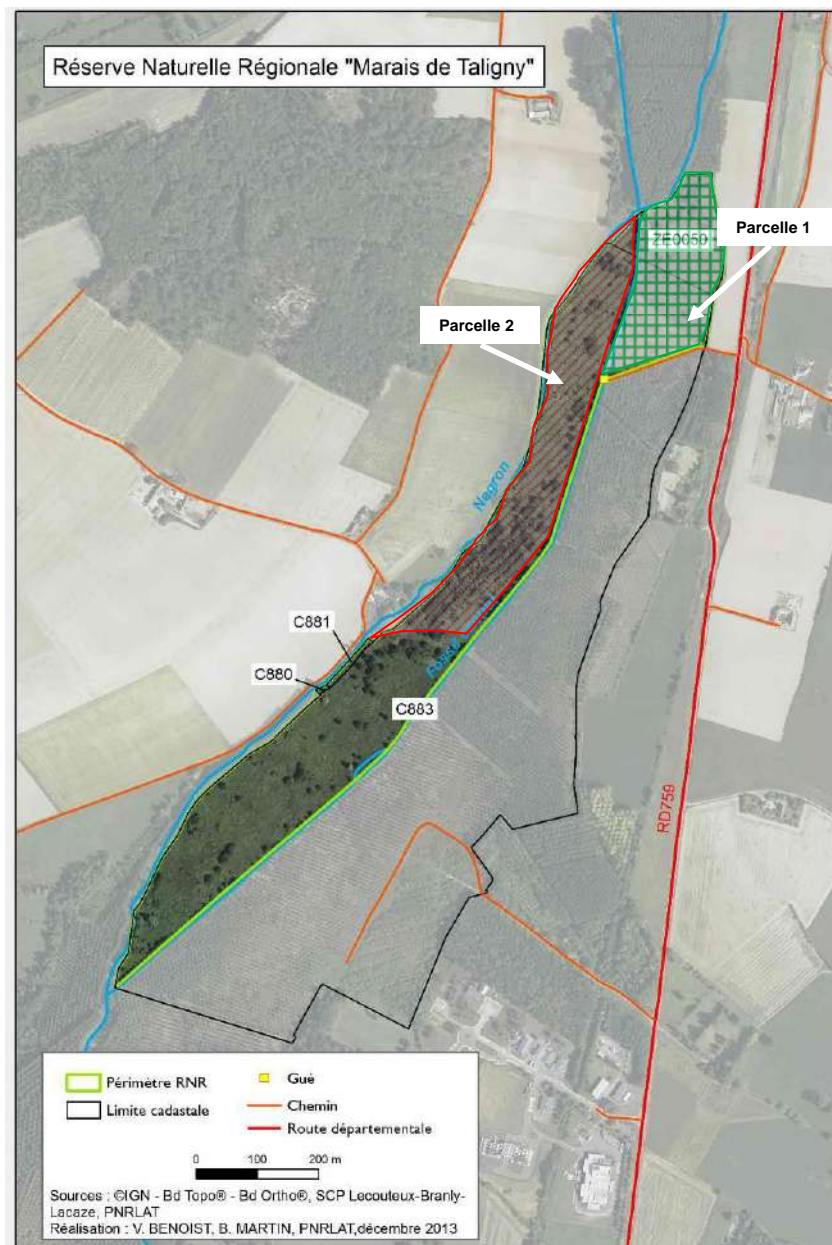 Réserve Naturelle Régionale "Marais de Taligny"
ZE0050
Parcelle 1
Parcelle 2
Negron
C881
C880
Fossé
C883
RD759
Périmètre RNR
Gué
Limite cadastale
Chemin
Route départementale
0 100 200 m
Sources : ©IGN - Bd Topo® - Bd Ortho®, SCP Lecouteux-Branly-
Lacaze, PNRLAT
Réalisation : V. BENOIST, B. MARTIN, PNRLAT,décembre 2013